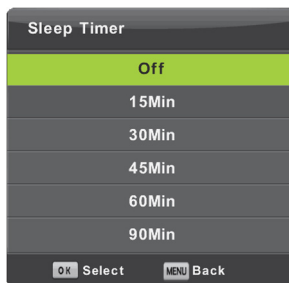 Sleep Timer
Off
15Min
30Min
45Min
60Min
90Min
OK Select MENU Back